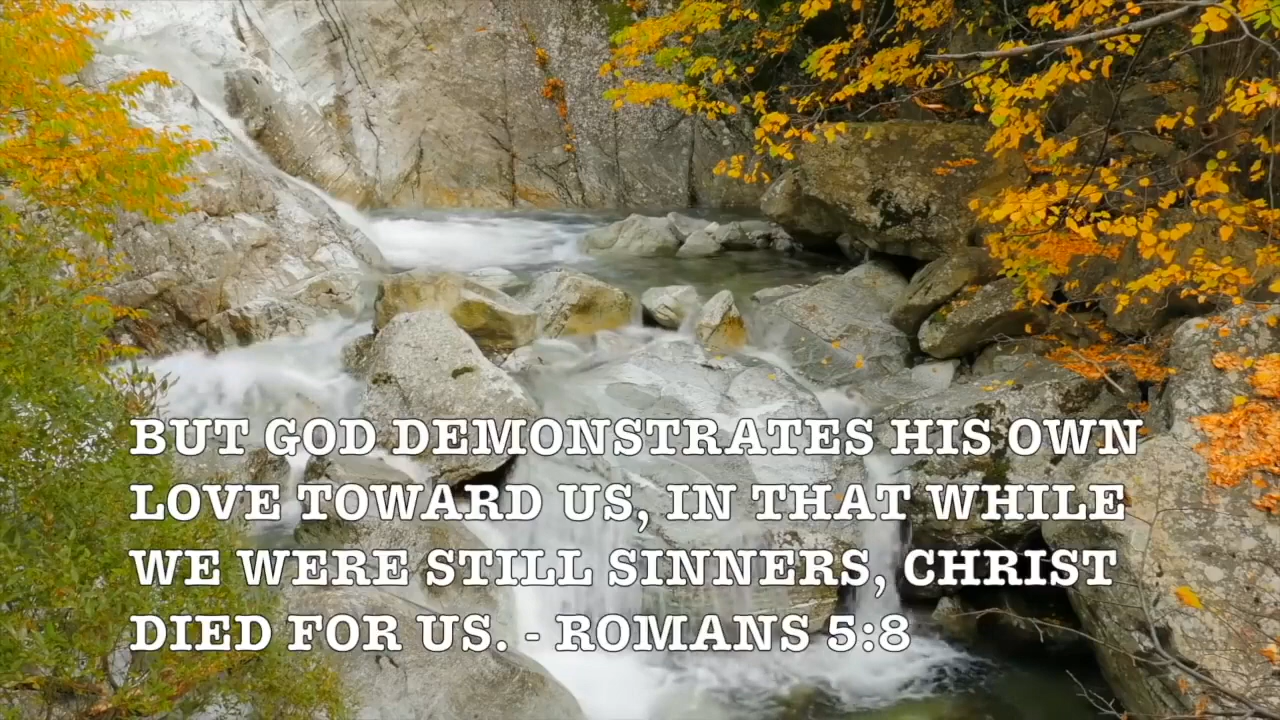 BUT GOD DEMONSTRATES HIS OWN
LOVE TOWARD US, IN THAT WHILE
WE WERE STILL SINNERS, CHRIST
DIED FOR US. - ROMANS 5:8